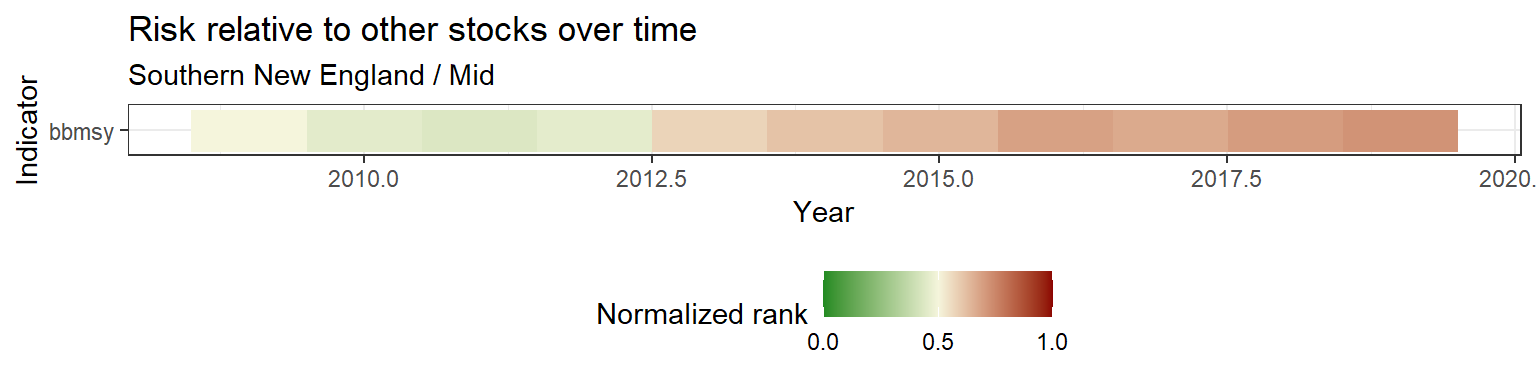 Risk relative to other stocks over time
Southern New England / Mid
Indicator
bbmsy
2010.0 2012.5 2015.0 2017.5 2020.
Year
Normalized rank
0.0 0.5 1.0